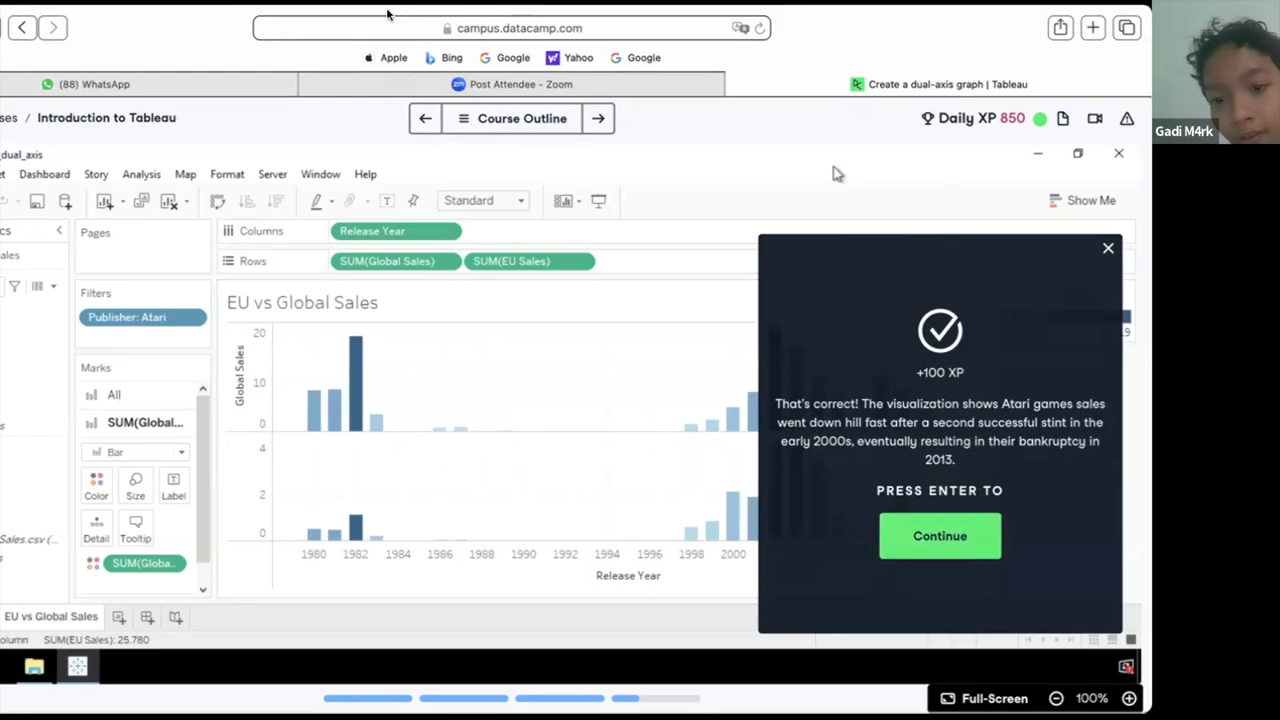 campus.datacamp.com
Apple Bing Google Yahoo Google
(88) WhatsApp Post Attendee - Zoom Create a dual-axis graph | Tableau
ses / Introduction to Tableau Course Outline Daily XP 850
Gadi M4rk
_dual_axis
et Dashboard Story Analysis Map Format Server Window Help
Standard Show Me
cs Pages Columns Release Year
ales Rows SUM(Global Sales) SUM(EU Sales)
Filters
Publisher: Atari
EU vs Global Sales
Marks
All
SUM(Global...
Bar
Color Size Label
Detail Tooltip
SUM(Globa..
Sales.csv (...
s
Global Sales
20
10
0
4
2
0
1980 1982 1984 1986 1988 1990 1992 1994 1996 1998 2000
Release Year
9
+100 XP
That's correct! The visualization shows Atari games sales
went down hill fast after a second successful stint in the
early 2000s, eventually resulting in their bankruptcy in
2013.
PRESS ENTER TO
Continue
EU vs Global Sales
olumn SUM(EU Sales): 25.780
Full-Screen 100%